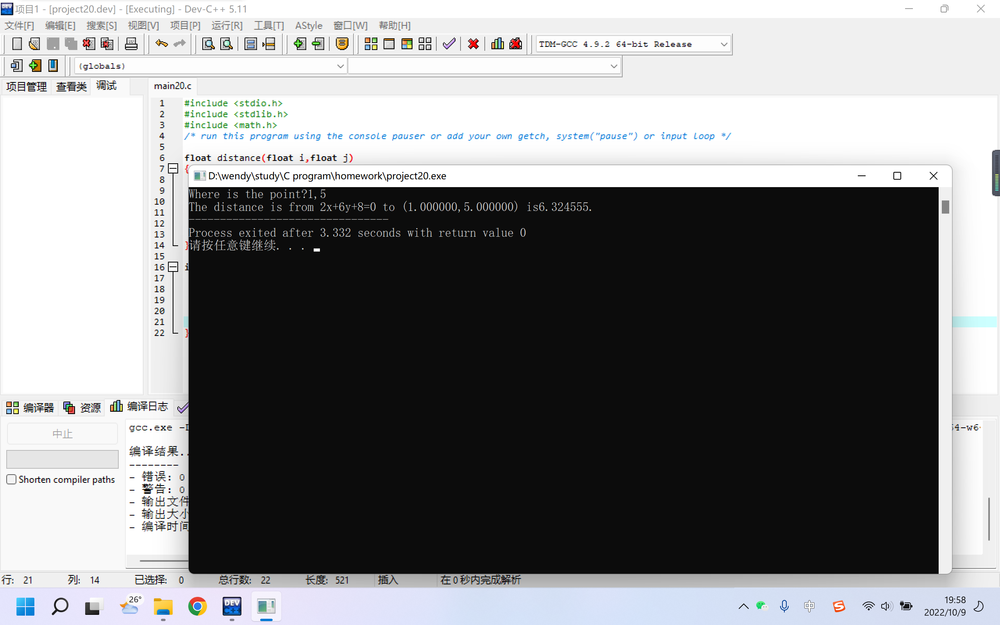 项目1 - [project20.dev] - [Executing] - Dev-C++ 5.11
文件[F] 编辑[E] 搜索[S] 视图[V] 项目[P] 运行[R] 工具[T] AStyle 窗口[W] 帮助[H]
TDM-GCC 4.9.2 64-bit Release
(globals)
项目管理 查看类 调试 main20.c
1 #include <stdio.h>
2 #include <stdlib.h>
3 #include <math.h>
4 /* run this program using the console pauser or add your own getch, system("pause") or input loop */
5
6 float distance(float i,float j)
7 {
8
9
10
11
12
13
14 }
15
16 i
17
18
19
20
21
22 }
D:\wendy\study\C program\homework\project20.exe
Where is the point?1,5
The distance is from 2x+6y+8=0 to (1.000000,5.000000) is6.324555.
--------------------------------
Process exited after 3.332 seconds with return value 0
请按任意键继续. . .
编译器 资源 编译日志
中止
Shorten compiler paths
gcc.exe
64-w6
编译结果..
--------
- 错误: 0
- 警告: 0
- 输出文件
- 输出大小
- 编译时间
行: 21 列: 14 已选择: 0 总行数: 22 长度: 521 插入 在 0 秒内完成解析
26°
DEV C++
中
19:58
2022/10/9